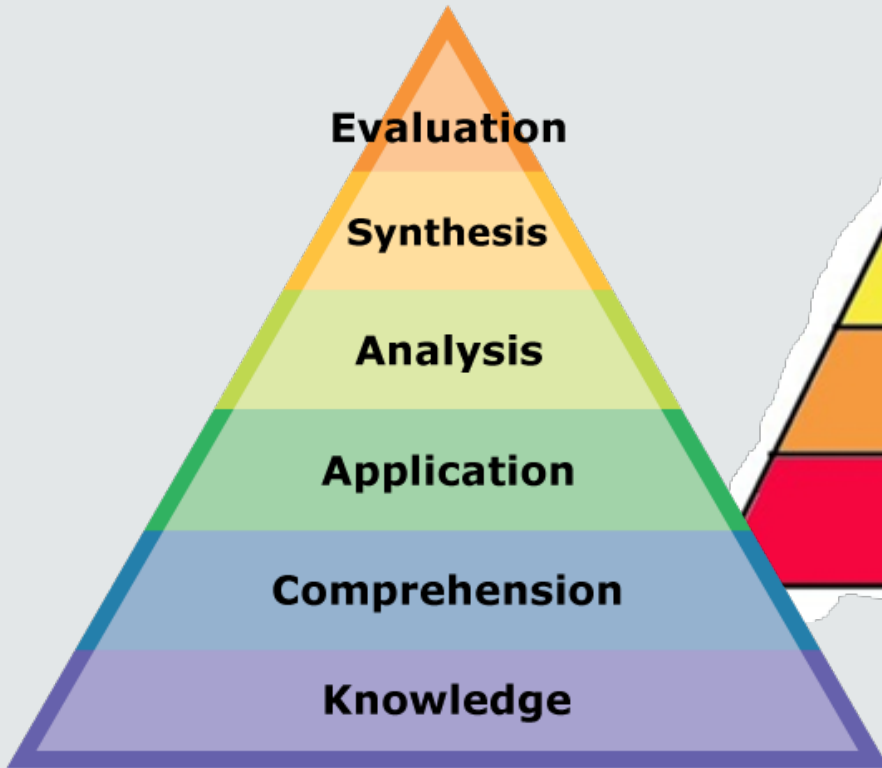 Evaluation
Synthesis
Analysis
Application
Comprehension
Knowledge